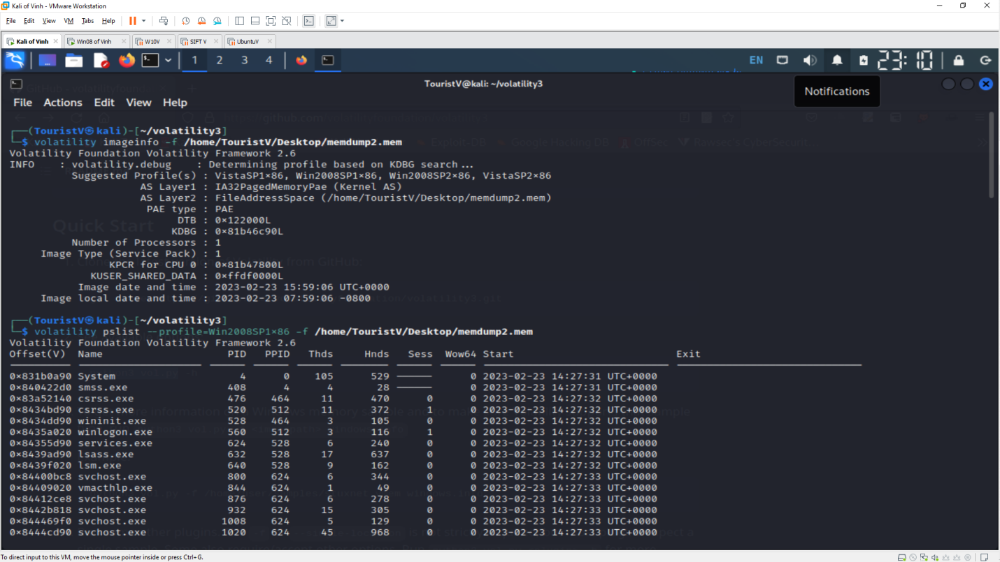 Kali of Vinh - VMware Workstation
File Edit View VM Tabs Help
Kali of Vinh Win08 of Vinh W10V SIFT V UbuntuV
1 2 3 4 EN 23:10
TouristV@kali: ~/volatility3
Notifications
File Actions Edit View Help
github.com
┌──(TouristV㉿kali)-[~/volatility3]
└─$ volatility imageinfo -f /home/TouristV/Desktop/memdump2.mem
Exploit-DB Google Hacking DB OffSec
Volatility Foundation Volatility Framework 2.6
INFO : volatility.debug : Determining profile based on KDBG search...
Suggested Profile(s) : VistaSP1×86, Win2008SP1×86, Win2008SP2×86, VistaSP2×86
AS Layer1 : IA32PagedMemoryPae (Kernel AS)
AS Layer2 : FileAddressSpace (/home/TouristV/Desktop/memdump2.mem)
PAE type : PAE
Quick Start
DTB : 0×122000L
KDBG : 0×81b46c90L
Number of Processors : 1
Image Type (Service Pack) : 1
from GitHub:
KPCR for CPU 0 : 0×81b47800L
KUSER_SHARED_DATA : 0×ffdf0000L
Image date and time : 2023-02-23 15:59:06 UTC+0000
Image local date and time : 2023-02-23 07:59:06 -0800
┌──(TouristV㉿kali)-[~/volatility3]
└─$ volatility pslist --profile=Win2008SP1×86 -f /home/TouristV/Desktop/memdump2.mem
Volatility Foundation Volatility Framework 2.6
Offset(V) Name PID PPID Thds Hnds Sess Wow64 Start Exit
0×831b0a90 System 4 0 105 529 ------ 0 2023-02-23 14:27:31 UTC+0000
0×840422d0 smss.exe 408 4 4 28 ------ 0 2023-02-23 14:27:31 UTC+0000
0×83a52140 csrss.exe 476 464 11 470 0 0 2023-02-23 14:27:32 UTC+0000
0×8434bd90 csrss.exe 520 512 11 372 1 0 2023-02-23 14:27:32 UTC+0000
0×8434dd90 wininit.exe 528 464 3 105 0 0 2023-02-23 14:27:32 UTC+0000
0×8435a020 winlogon.exe 560 512 3 116 1 0 2023-02-23 14:27:32 UTC+0000
0×84355d90 services.exe 624 528 6 240 0 0 2023-02-23 14:27:32 UTC+0000
0×8439ad90 lsass.exe 632 528 17 637 0 0 2023-02-23 14:27:32 UTC+0000
0×8439f020 lsm.exe 640 528 9 162 0 0 2023-02-23 14:27:32 UTC+0000
0×84400bc8 svchost.exe 800 624 6 344 0 0 2023-02-23 14:27:33 UTC+0000
0×84409020 vmacthlp.exe 844 624 1 49 0 0 2023-02-23 14:27:33 UTC+0000
0×84412ce8 svchost.exe 876 624 6 278 0 0 2023-02-23 14:27:33 UTC+0000
0×8442b818 svchost.exe 932 624 15 305 0 0 2023-02-23 14:27:33 UTC+0000
0×844469f0 svchost.exe 1008 624 5 129 0 0 2023-02-23 14:27:33 UTC+0000
0×8444cd90 svchost.exe 1020 624 45 968 0 0 2023-02-23 14:27:33 UTC+0000
To direct input to this VM, move the mouse pointer inside or press Ctrl+G.